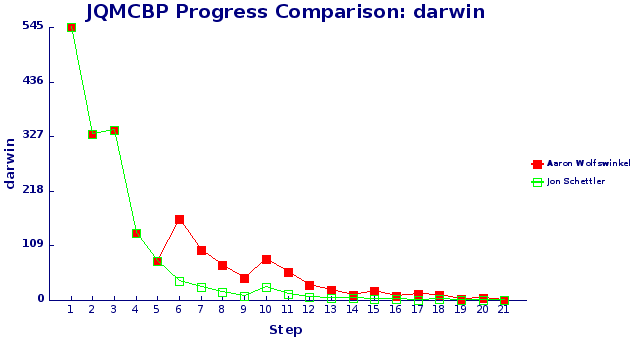 JQMCBP Progress Comparison: darwin
545
436
327
218
109
0
darwin
1 2 3 4 5 6 7 8 9 10 11 12 13 14 15 16 17 18 19 20 21
Step
Aaron Wolfswinkel
Jon Schettler